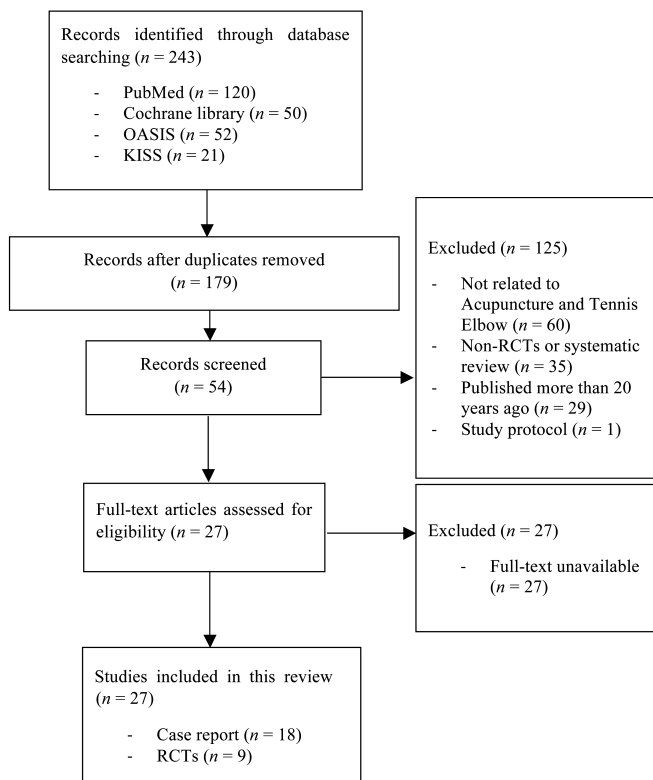 Records identified through database
searching (n = 243)
- PubMed (n = 120)
- Cochrane library (n = 50)
- OASIS (n = 52)
- KISS (n = 21)
Records after duplicates removed
(n = 179)
Excluded (n = 125)
- Not related to
Acupuncture and Tennis
Elbow (n = 60)
- Non-RCTs or systematic
review (n = 35)
- Published more than 20
years ago (n = 29)
- Study protocol (n = 1)
Records screened
(n = 54)
Full-text articles assessed for
eligibility (n = 27)
Excluded (n = 27)
- Full-text unavailable
(n = 27)
Studies included in this review
(n = 27)
- Case report (n = 18)
- RCTs (n = 9)